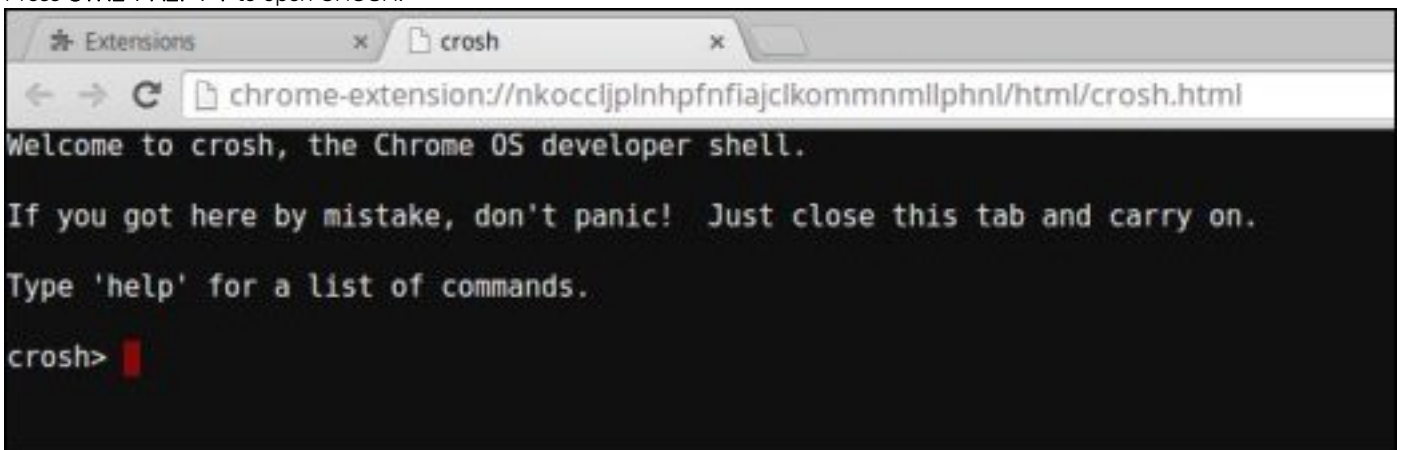 Extensions × crosh ×
chrome-extension://nkoccljplnhpfnfiajclkommnmllphnl/html/crosh.html
Welcome to crosh, the Chrome OS developer shell.
If you got here by mistake, don't panic! Just close this tab and carry on.
Type 'help' for a list of commands.
crosh>